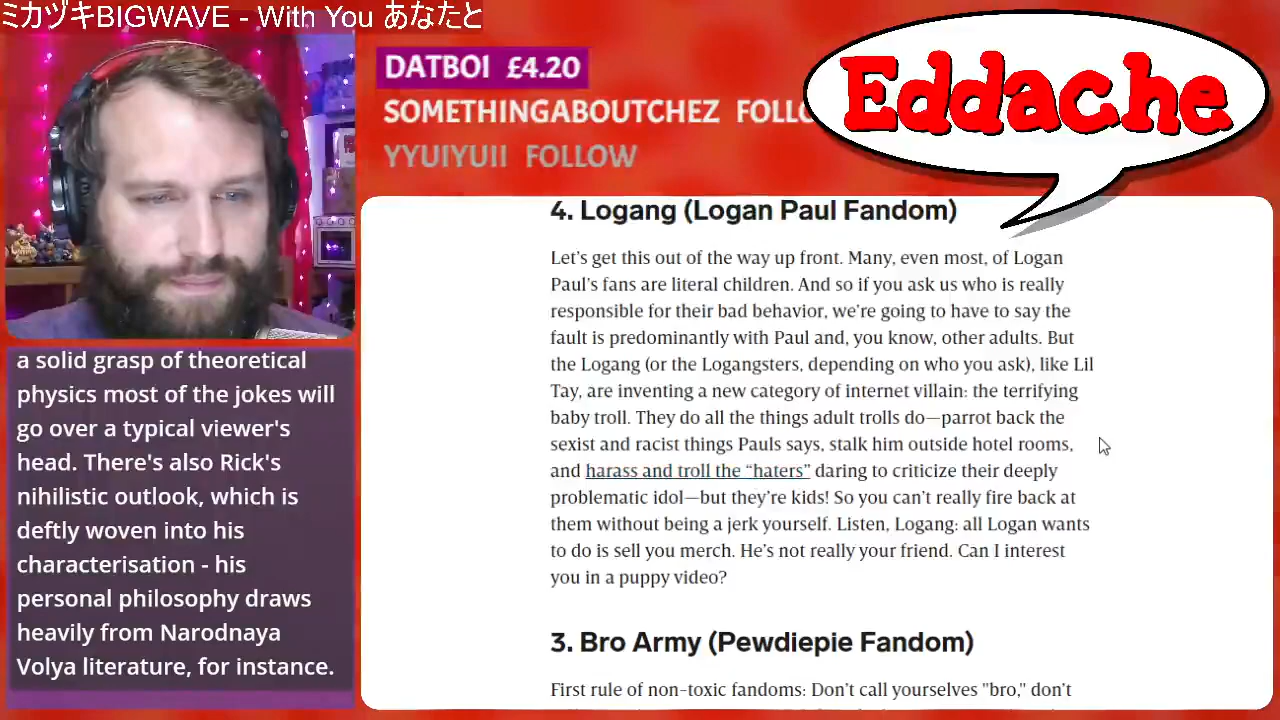 ミカヅキBIGWAVE - With You あなたと
DATBOI £4.20
SOMETHINGABOUTCHEZ FOLLO
YYUIYUII FOLLOW
Eddache
a solid grasp of theoretical
physics most of the jokes will
go over a typical viewer's
head. There's also Rick's
nihilistic outlook, which is
deftly woven into his
characterisation - his
personal philosophy draws
heavily from Narodnaya
Volya literature, for instance.
4. Logang (Logan Paul Fandom)
Let’s get this out of the way up front. Many, even most, of Logan
Paul’s fans are literal children. And so if you ask us who is really
responsible for their bad behavior, we’re going to have to say the
fault is predominantly with Paul and, you know, other adults. But
the Logang (or the Logangsters, depending on who you ask), like Lil
Tay, are inventing a new category of internet villain: the terrifying
baby troll. They do all the things adult trolls do—parrot back the
sexist and racist things Pauls says, stalk him outside hotel rooms,
and harass and troll the “haters” daring to criticize their deeply
problematic idol—but they’re kids! So you can’t really fire back at
them without being a jerk yourself. Listen, Logang: all Logan wants
to do is sell you merch. He’s not really your friend. Can I interest
you in a puppy video?
3. Bro Army (Pewdiepie Fandom)
First rule of non-toxic fandoms: Don’t call yourselves "bro," don’t